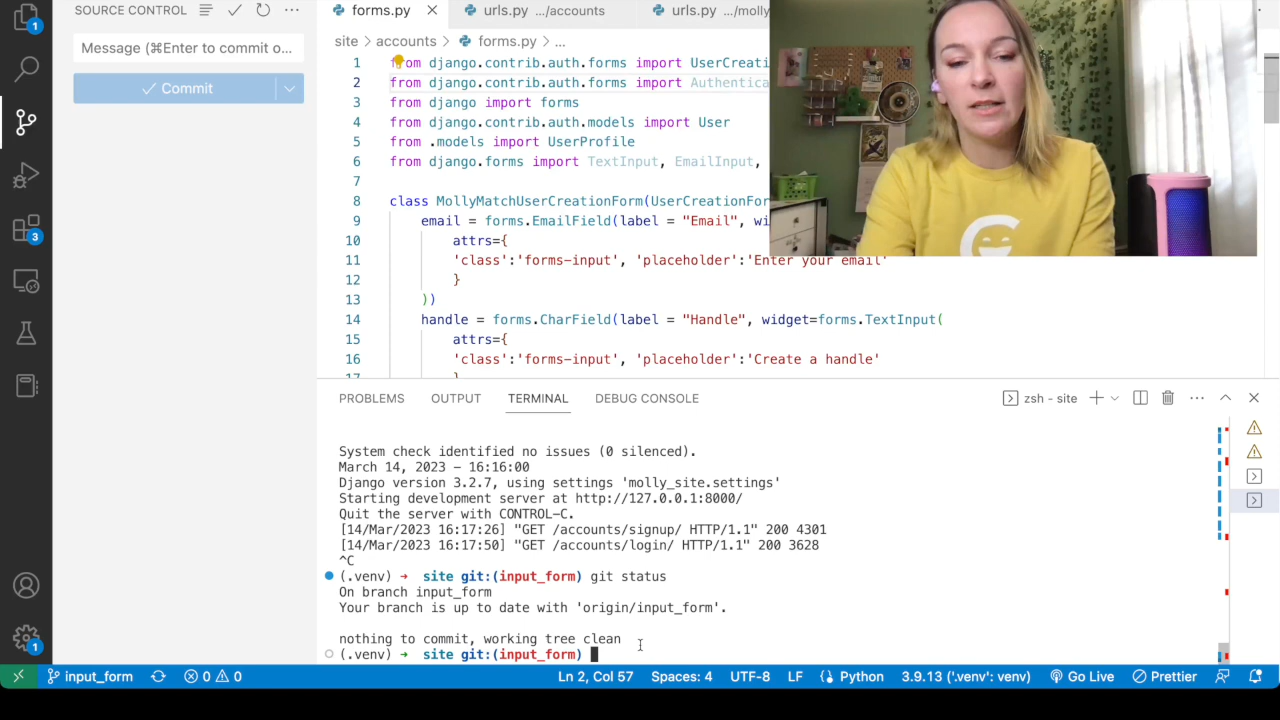 SOURCE CONTROL
Message (⌘Enter to commit o...
Commit
1
3
1
forms.py
urls.py .../accounts
urls.py .../molly
site > accounts > forms.py > ...
1 from django.contrib.auth.forms import UserCreati
2 from django.contrib.auth.forms import Authentica
3 from django import forms
4 from django.contrib.auth.models import User
5 from .models import UserProfile
6 from django.forms import TextInput, EmailInput,
7
8 class MollyMatchUserCreationForm(UserCreationFor
9 email = forms.EmailField(label = "Email", wi
10 attrs={
11 'class':'forms-input', 'placeholder':'Enter your email'
12 }
13 ))
14 handle = forms.CharField(label = "Handle", widget=forms.TextInput(
15 attrs={
16 'class':'forms-input', 'placeholder':'Create a handle'
17 }
PROBLEMS OUTPUT TERMINAL DEBUG CONSOLE
zsh - site
System check identified no issues (0 silenced).
March 14, 2023 - 16:16:00
Django version 3.2.7, using settings 'molly_site.settings'
Starting development server at http://127.0.0.1:8000/
Quit the server with CONTROL-C.
[14/Mar/2023 16:17:26] "GET /accounts/signup/ HTTP/1.1" 200 4301
[14/Mar/2023 16:17:50] "GET /accounts/login/ HTTP/1.1" 200 3628
^C
(.venv) → site git:(input_form) git status
On branch input_form
Your branch is up to date with 'origin/input_form'.
nothing to commit, working tree clean
(.venv) → site git:(input_form)
input_form
0 0
Ln 2, Col 57
Spaces: 4
UTF-8
LF
Python
3.9.13 ('.venv': venv)
Go Live
Prettier